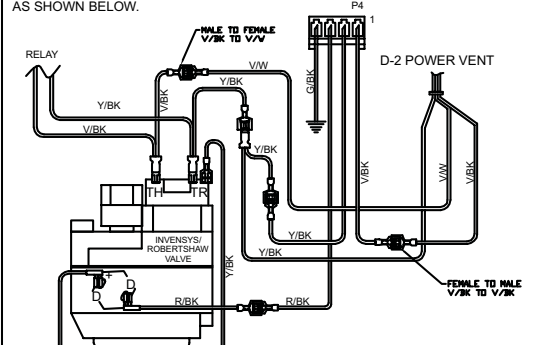 AS SHOWN BELOW.
P4
1
MALE TO FEMALE
V/BK TO V/W
RELAY
V/W
D-2 POWER VENT
Y/BK
G/BK
Y/BK
V/BK
V/BK
Y/BK
V/BK
V/W
V/BK
TH
TR
Y/BK
INVENSYS/
ROBERTSHAW
VALVE
Y/BK
Y/BK
+
D
D
R/BK
R/BK
FEMALE TO MALE
V/BK TO V/BK